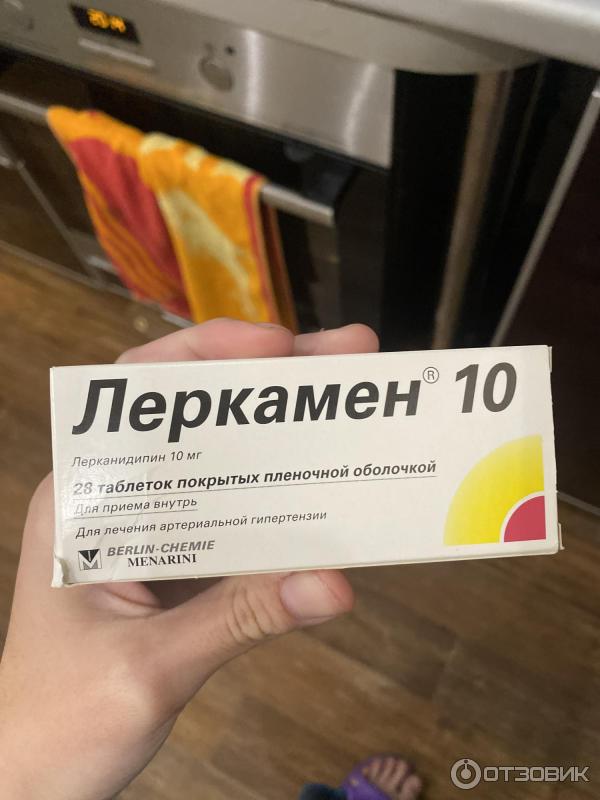 Леркамен® 10
Лерканидипин 10 мг
28 таблеток покрытых пленочной оболочкой
Для приема внутрь
Для лечения артериальной гипертензии
BERLIN-CHEMIE
MENARINI
ОТЗОВИК